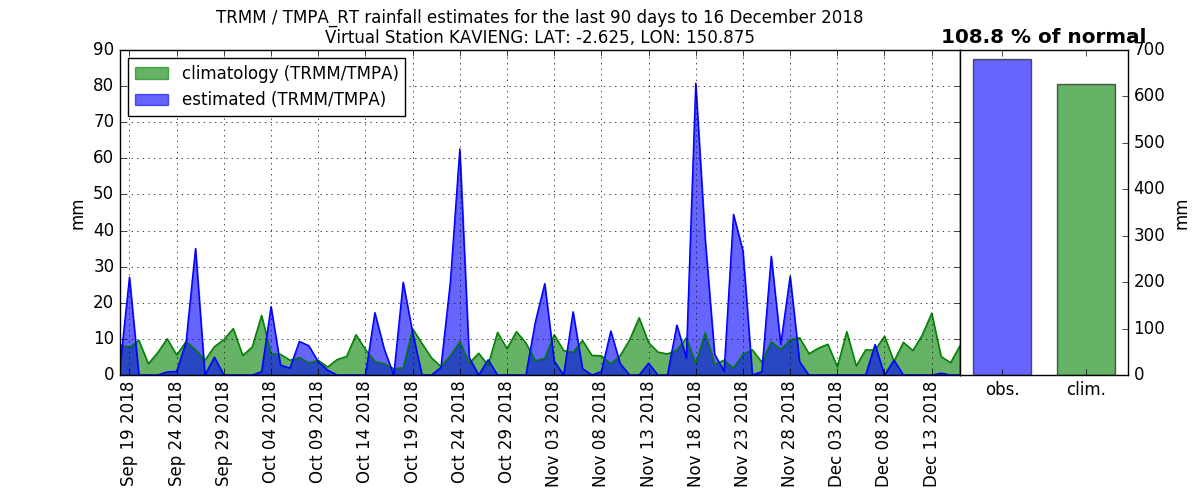 TRMM / TMPA_RT rainfall estimates for the last 90 days to 16 December 2018
Virtual Station KAVIENG: LAT: -2.625, LON: 150.875
108.8 % of normal
90
80
70
60
50
40
30
20
10
0
mm
climatology (TRMM/TMPA)
estimated (TRMM/TMPA)
Sep 19 2018
Sep 24 2018
Sep 29 2018
Oct 04 2018
Oct 09 2018
Oct 14 2018
Oct 19 2018
Oct 24 2018
Oct 29 2018
Nov 03 2018
Nov 08 2018
Nov 13 2018
Nov 18 2018
Nov 23 2018
Nov 28 2018
Dec 03 2018
Dec 08 2018
Dec 13 2018
700
600
500
400
300
200
100
0
mm
obs.
clim.